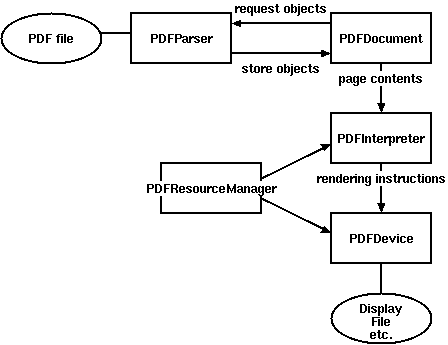 request objects
PDF file
PDFParser
PDFDocument
store objects
page contents
PDFInterpreter
PDFResourceManager
rendering instructions
PDFDevice
Display
File
etc.